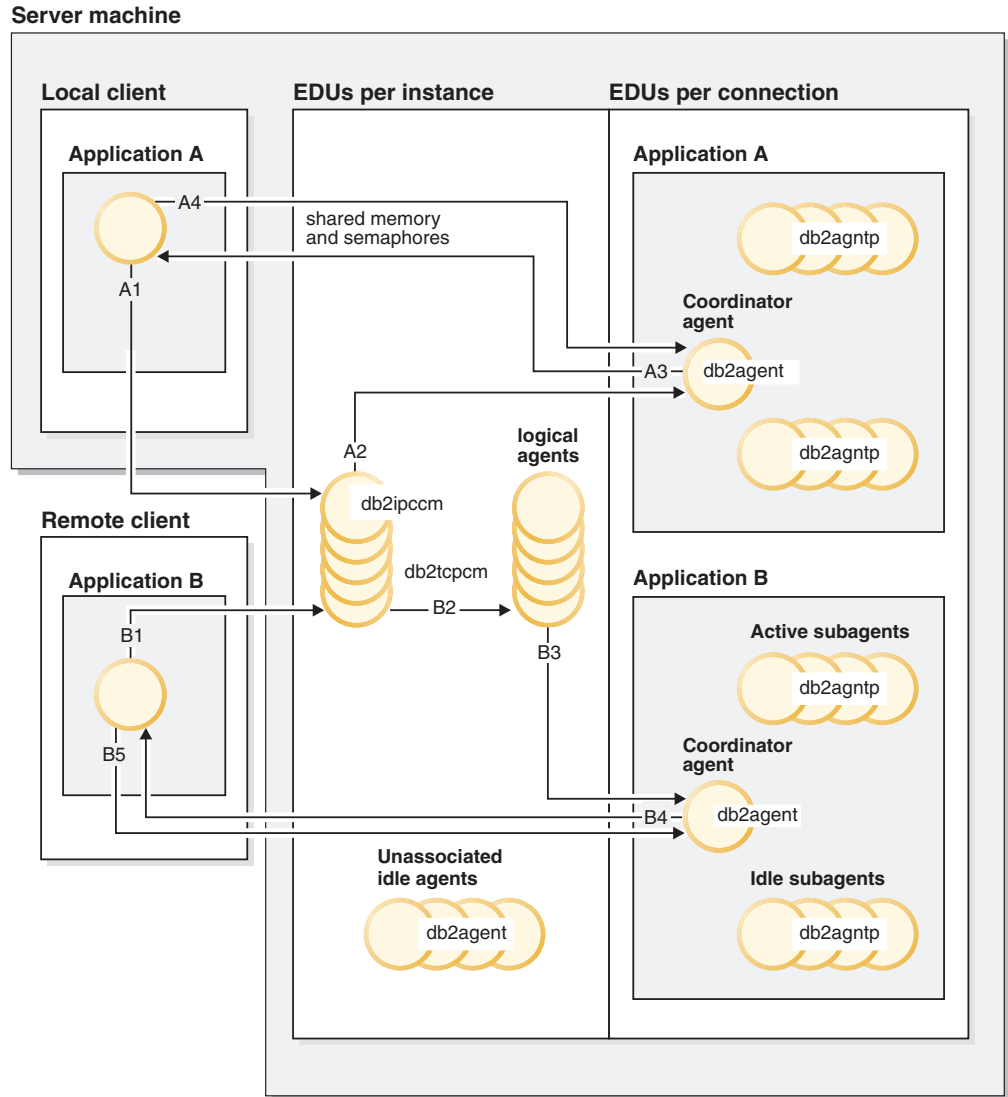 Server machine
Local client
EDUs per instance
EDUs per connection
Application A
Application A
A4
shared memory
and semaphores
db2agntp
A1
Coordinator
agent
A3
db2agent
A2
logical
agents
db2agntp
db2ipccm
Remote client
db2tcpcm
Application B
Application B
B1
B2
Active subagents
B3
db2agntp
B5
Coordinator
agent
B4
db2agent
Unassociated
idle agents
Idle subagents
db2agent
db2agntp